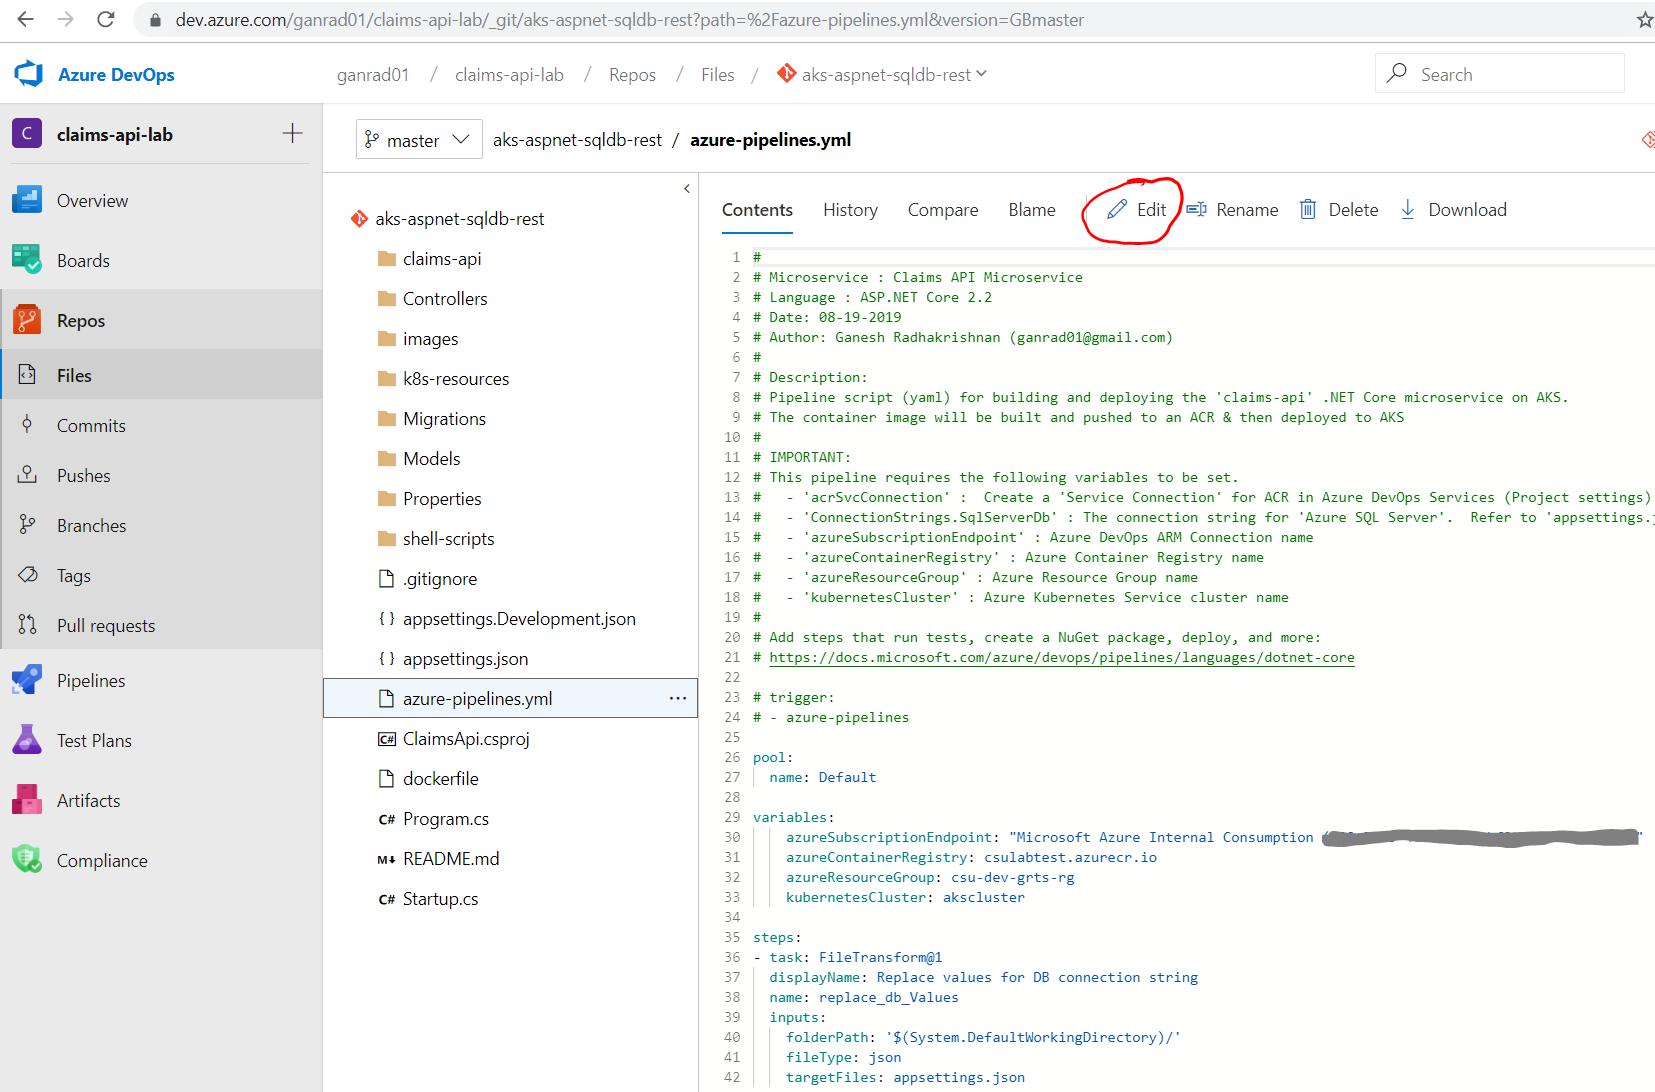 dev.azure.com/ganrad01/claims-api-lab/_git/aks-aspnet-sqldb-rest?path=%2Fazure-pipelines.yml&version=GBmaster
Azure DevOps
ganrad01 / claims-api-lab / Repos / Files / aks-aspnet-sqldb-rest
Search
C claims-api-lab
Overview
Boards
Repos
Files
Commits
Pushes
Branches
Tags
Pull requests
Pipelines
Test Plans
Artifacts
Compliance
master aks-aspnet-sqldb-rest / azure-pipelines.yml
aks-aspnet-sqldb-rest
claims-api
Controllers
images
k8s-resources
Migrations
Models
Properties
shell-scripts
.gitignore
{ } appsettings.Development.json
{ } appsettings.json
azure-pipelines.yml ...
C# ClaimsApi.csproj
dockerfile
C# Program.cs
M↓ README.md
C# Startup.cs
Contents History Compare Blame Edit Rename Delete Download
1 #
2 # Microservice : Claims API Microservice
3 # Language : ASP.NET Core 2.2
4 # Date: 08-19-2019
5 # Author: Ganesh Radhakrishnan (ganrad01@gmail.com)
6 #
7 # Description:
8 # Pipeline script (yaml) for building and deploying the 'claims-api' .NET Core microservice on AKS.
9 # The container image will be built and pushed to an ACR & then deployed to AKS
10 #
11 # IMPORTANT:
12 # This pipeline requires the following variables to be set.
13 #   - 'acrSvcConnection' :  Create a 'Service Connection' for ACR in Azure DevOps Services (Project settings)
14 #   - 'ConnectionStrings.SqlServerDb' : The connection string for 'Azure SQL Server'.  Refer to 'appsettings.j
15 #   - 'azureSubscriptionEndpoint' : Azure DevOps ARM Connection name
16 #   - 'azureContainerRegistry' : Azure Container Registry name
17 #   - 'azureResourceGroup' : Azure Resource Group name
18 #   - 'kubernetesCluster' : Azure Kubernetes Service cluster name
19 #
20 # Add steps that run tests, create a NuGet package, deploy, and more:
21 # https://docs.microsoft.com/azure/devops/pipelines/languages/dotnet-core
22
23 # trigger:
24 # - azure-pipelines
25
26 pool:
27   name: Default
28
29 variables:
30     azureSubscriptionEndpoint: "Microsoft Azure Internal Consumption ( "
31     azureContainerRegistry: csulabtest.azurecr.io
32     azureResourceGroup: csu-dev-grts-rg
33     kubernetesCluster: akscluster
34
35 steps:
36 - task: FileTransform@1
37   displayName: Replace values for DB connection string
38   name: replace_db_Values
39   inputs:
40     folderPath: '$(System.DefaultWorkingDirectory)/'
41     fileType: json
42     targetFiles: appsettings.json